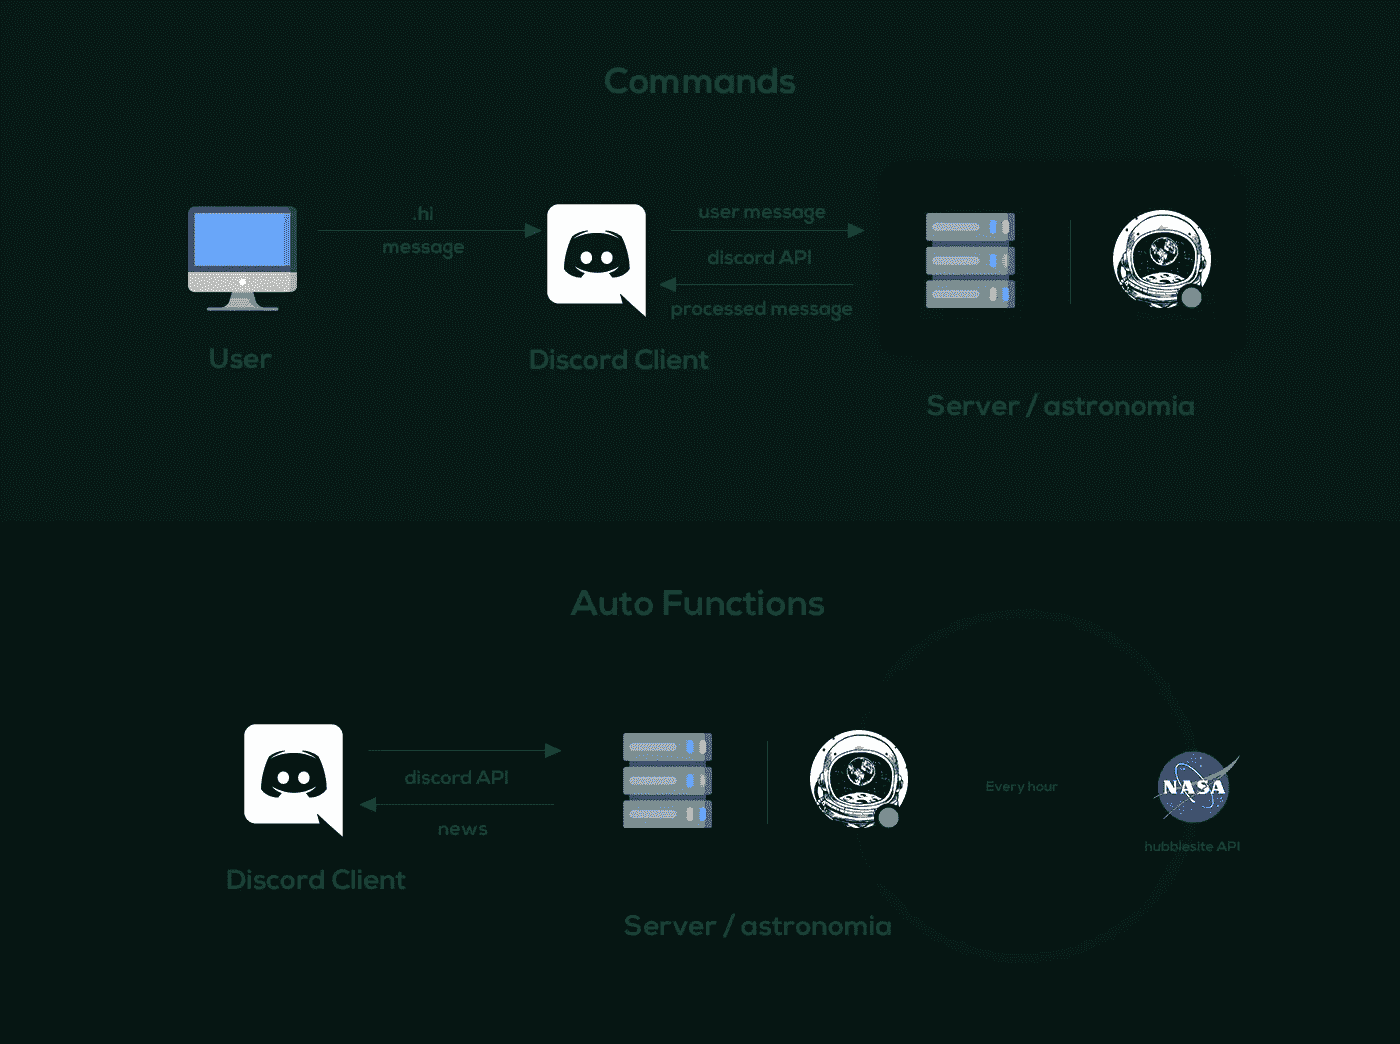 Commands
.hi
message
user message
discord API
processed message
User
Discord Client
Server / astronomia
Auto Functions
discord API
news
Discord Client
Server / astronomia
Every hour
NASA
hubblesite API